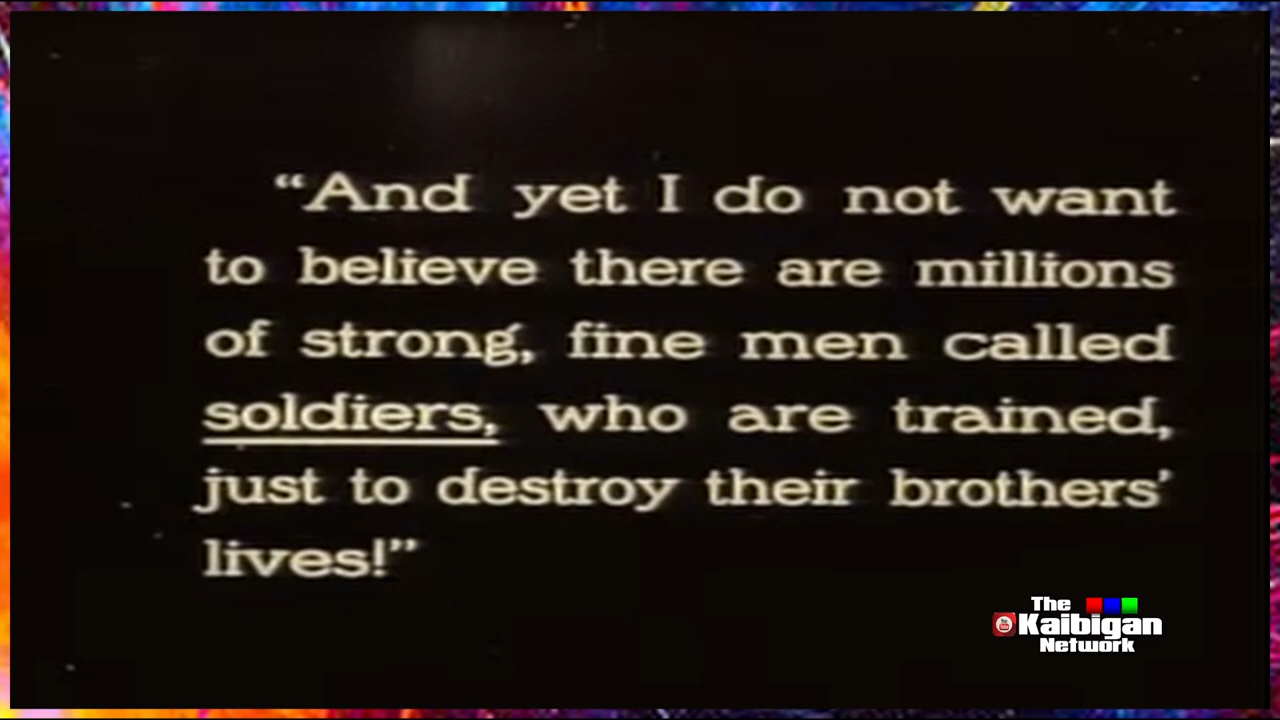 “And yet I do not want
to believe there are millions
of strong, fine men called
soldiers, who are trained,
just to destroy their brothers’
lives!”
The
Kaibigan
Network